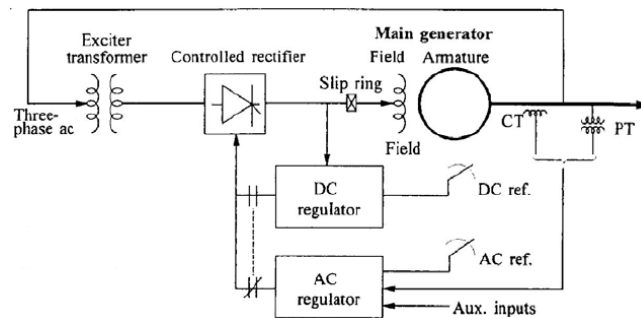 Exciter
transformer
Controlled rectifier
Main generator
Field
Armature
Slip ring
Three-
phase ac
Field
CT
PT
DC
regulator
DC ref.
AC
regulator
AC ref.
Aux. inputs